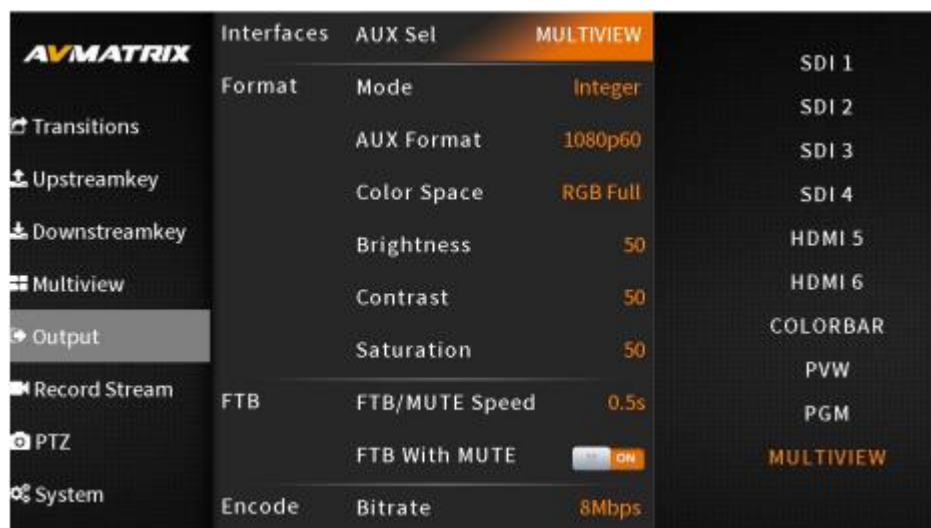 AVMATRIX
Transitions
Upstreamkey
Downstreamkey
Multiview
Output
Record Stream
PTZ
System
Interfaces AUX Sel MULTIVIEW
Format Mode Integer
AUX Format 1080p60
Color Space RGB Full
Brightness 50
Contrast 50
Saturation 50
FTB FTB/MUTE Speed 0.5s
FTB With MUTE ON
Encode Bitrate 8Mbps
SDI 1
SDI 2
SDI 3
SDI 4
HDMI 5
HDMI 6
COLORBAR
PVW
PGM
MULTIVIEW